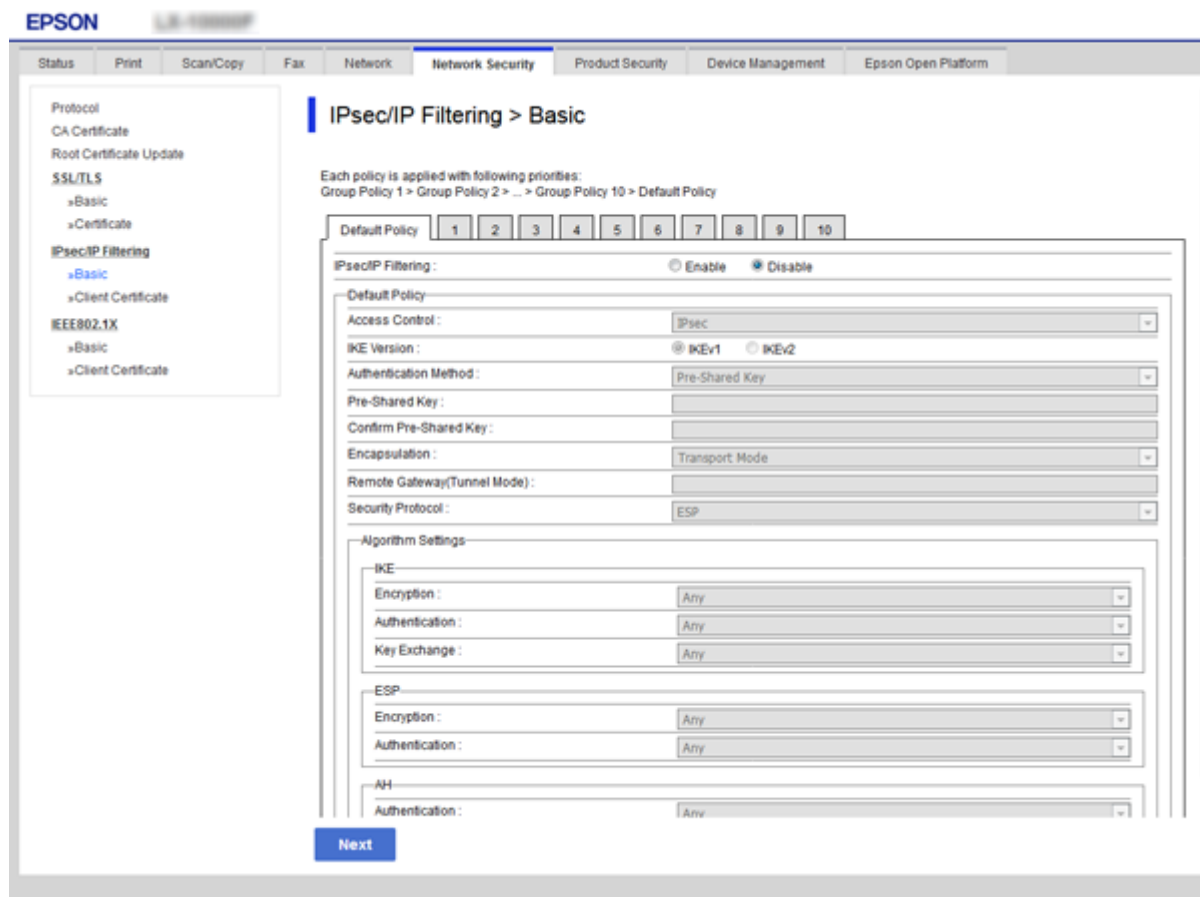 EPSON
Status Print Scan/Copy Fax Network Network Security Product Security Device Management Epson Open Platform
Protocol
CA Certificate
Root Certificate Update
SSL/TLS
»Basic
»Certificate
IPsec/IP Filtering
»Basic
»Client Certificate
IEEE802.1X
»Basic
»Client Certificate
IPsec/IP Filtering > Basic
Each policy is applied with following priorities:
Group Policy 1 > Group Policy 2 > ... > Group Policy 10 > Default Policy
Default Policy 1 2 3 4 5 6 7 8 9 10
IPsec/IP Filtering : Enable Disable
Default Policy
Access Control : IPsec
IKE Version : IKEv1 IKEv2
Authentication Method : Pre-Shared Key
Pre-Shared Key :
Confirm Pre-Shared Key :
Encapsulation : Transport Mode
Remote Gateway(Tunnel Mode) :
Security Protocol : ESP
Algorithm Settings
IKE
Encryption : Any
Authentication : Any
Key Exchange : Any
ESP
Encryption : Any
Authentication : Any
AH
Authentication : Any
Next